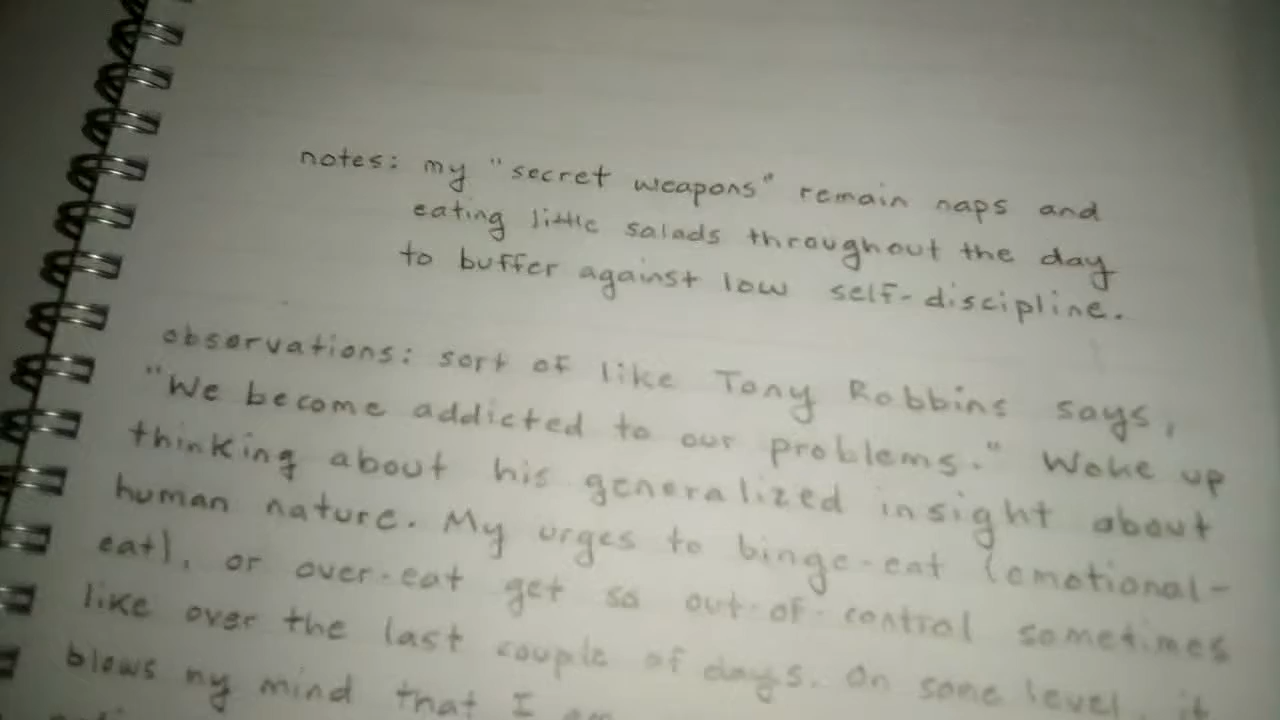 notes: my "secret weapons" remain naps and
eating little salads throughout the day
to buffer against low self-discipline.
observations: sort of like Tony Robbins says,
"We become addicted to our problems." Woke up
thinking about his generalized insight about
human nature. My urges to binge-eat (emotional-
eat), or over-eat get so out-of-control sometimes
like over the last couple of days. On some level, it
blows my mind that I am